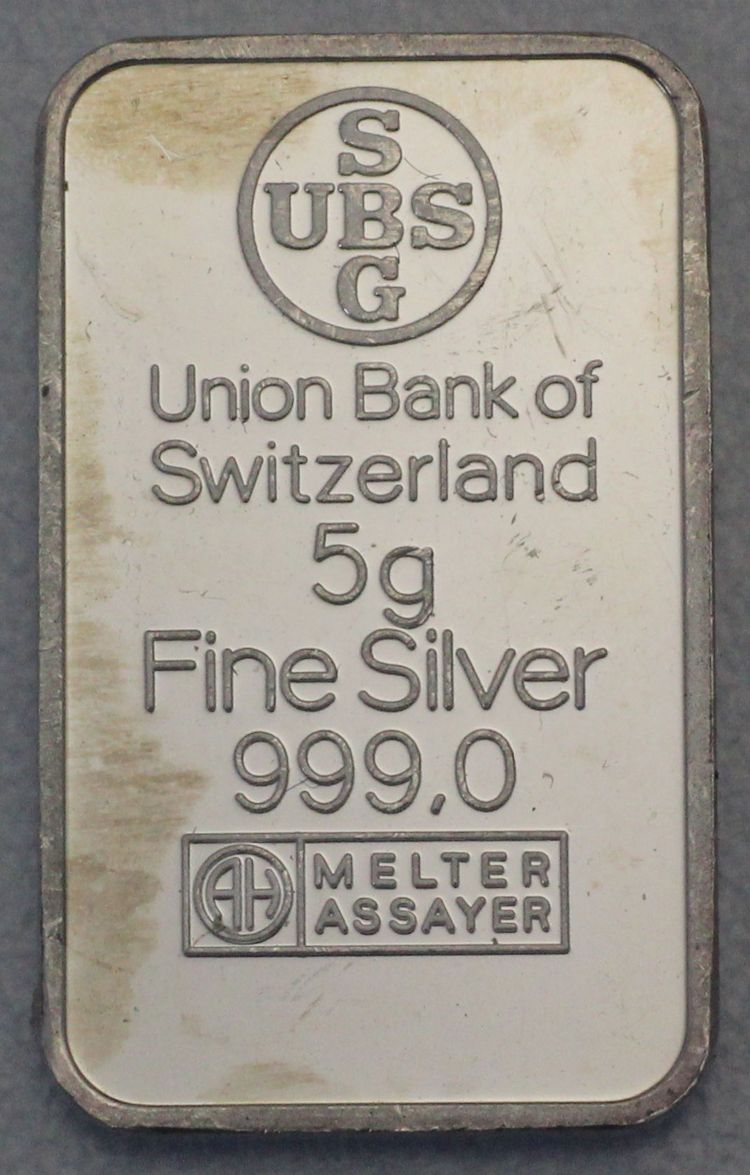 S
UBS
G
Union Bank of
Switzerland
5g
Fine Silver
999,0
AH
MELTER
ASSAYER